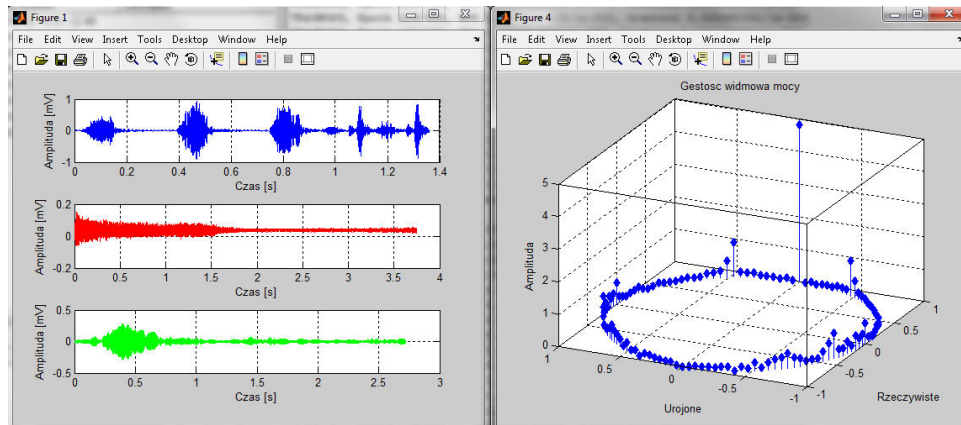 Figure 1
File Edit View Insert Tools Desktop Window Help
Amplituda [mV]
1
0
-1
0 0.2 0.4 0.6 0.8 1 1.2 1.4
Czas [s]
Amplituda [mV]
0.2
0
-0.2
0 0.5 1 1.5 2 2.5 3 3.5 4
Czas [s]
Amplituda [mV]
0.5
0
-0.5
0 0.5 1 1.5 2 2.5 3
Czas [s]
Figure 4
File Edit View Insert Tools Desktop Window Help
Gestosc widmowa mocy
Amplituda
5
4
3
2
1
0
1 0.5 0 -0.5 -1
Urojone
-1 -0.5 0 0.5 1
Rzeczywiste